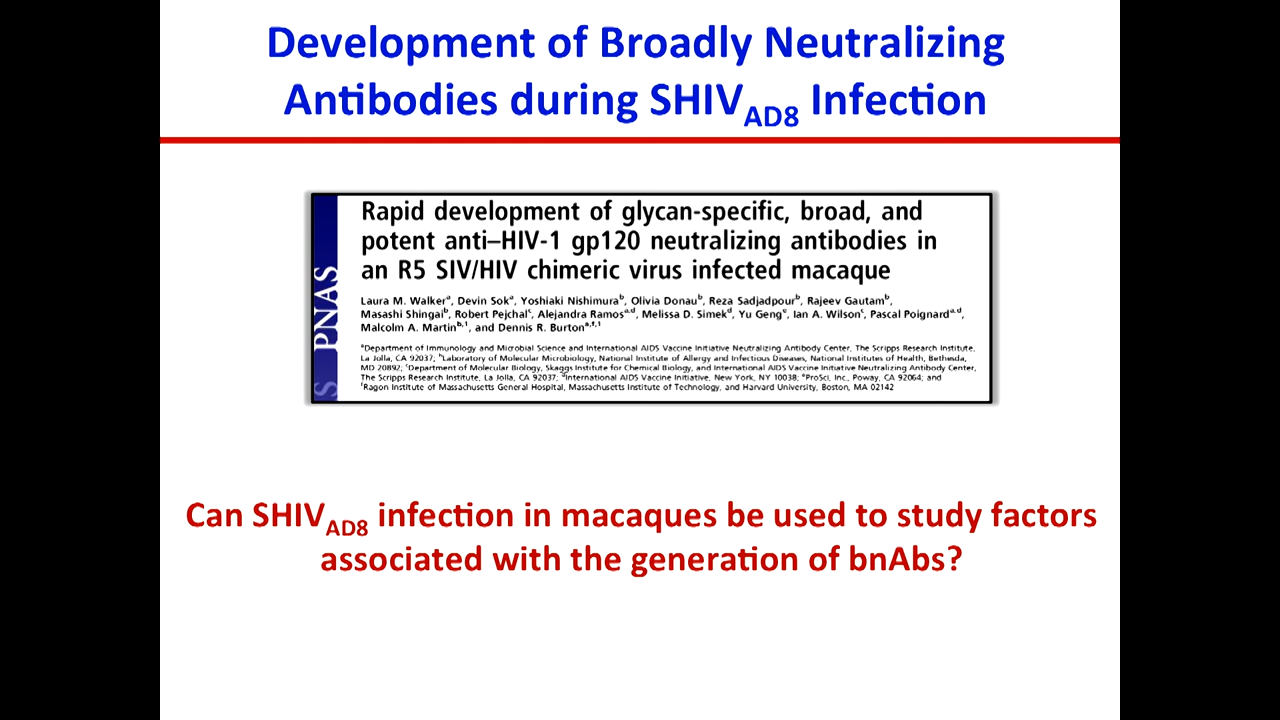 Development of Broadly Neutralizing
Antibodies during SHIVAD8 Infection
Rapid development of glycan-specific, broad, and
potent anti–HIV-1 gp120 neutralizing antibodies in
an R5 SIV/HIV chimeric virus infected macaque
Laura M. Walkerᵃ, Devin Sokᵃ, Yoshiaki Nishimuraᵇ, Olivia Donauᵇ, Reza Sadjadpourᵇ, Rajeev Gautamᵇ,
Masashi Shingaiᵇ, Robert Pejchalᶜ, Alejandra Ramosᵃ,ᵈ, Melissa D. Simekᵈ, Yu Gengᵉ, Ian A. Wilsonᶜ, Pascal Poignardᵃ,ᵈ,
Malcolm A. Martinᵇ,¹, and Dennis R. Burtonᵃ,ᶠ,¹
ᵃDepartment of Immunology and Microbial Science and International AIDS Vaccine Initiative Neutralizing Antibody Center, The Scripps Research Institute,
La Jolla, CA 92037; ᵇLaboratory of Molecular Microbiology, National Institute of Allergy and Infectious Diseases, National Institutes of Health, Bethesda,
MD 20892; ᶜDepartment of Molecular Biology, Skaggs Institute for Chemical Biology, and International AIDS Vaccine Initiative Neutralizing Antibody Center,
The Scripps Research Institute, La Jolla, CA 92037; ᵈInternational AIDS Vaccine Initiative, New York, NY 10038; ᵉProSci, Inc., Poway, CA 92064; and
ᶠRagon Institute of Massachusetts General Hospital, Massachusetts Institute of Technology, and Harvard University, Boston, MA 02142
S PNAS
Can SHIVAD8 infection in macaques be used to study factors
associated with the generation of bnAbs?